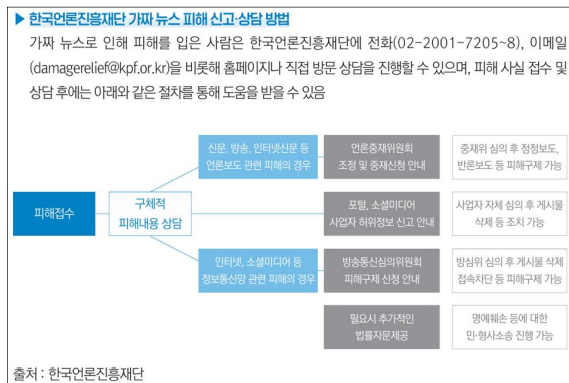 ▶ 한국언론진흥재단 가짜 뉴스 피해 신고·상담 방법
가짜 뉴스로 인해 피해를 입은 사람은 한국언론진흥재단에 전화(02-2001-7205~8), 이메일
(damagerelief@kpf.or.kr)을 비롯해 홈페이지나 직접 방문 상담을 진행할 수 있으며, 피해 사실 접수 및
상담 후에는 아래와 같은 절차를 통해 도움을 받을 수 있음
피해접수
구체적
피해내용 상담
신문, 방송, 인터넷신문 등
언론보도 관련 피해의 경우
언론중재위원회
조정 및 중재신청 안내
중재위 심의 후 정정보도,
반론보도 등 피해구제 가능
포털, 소셜미디어
사업자 허위정보 신고 안내
사업자 자체 심의 후 게시물
삭제 등 조치 가능
인터넷, 소셜미디어 등
정보통신망 관련 피해의 경우
방송통신심의위원회
피해구제 신청 안내
방심위 심의 후 게시물 삭제
접속차단 등 피해구제 가능
필요시 추가적인
법률자문제공
명예훼손 등에 대한
민·형사소송 진행 가능
출처 : 한국언론진흥재단